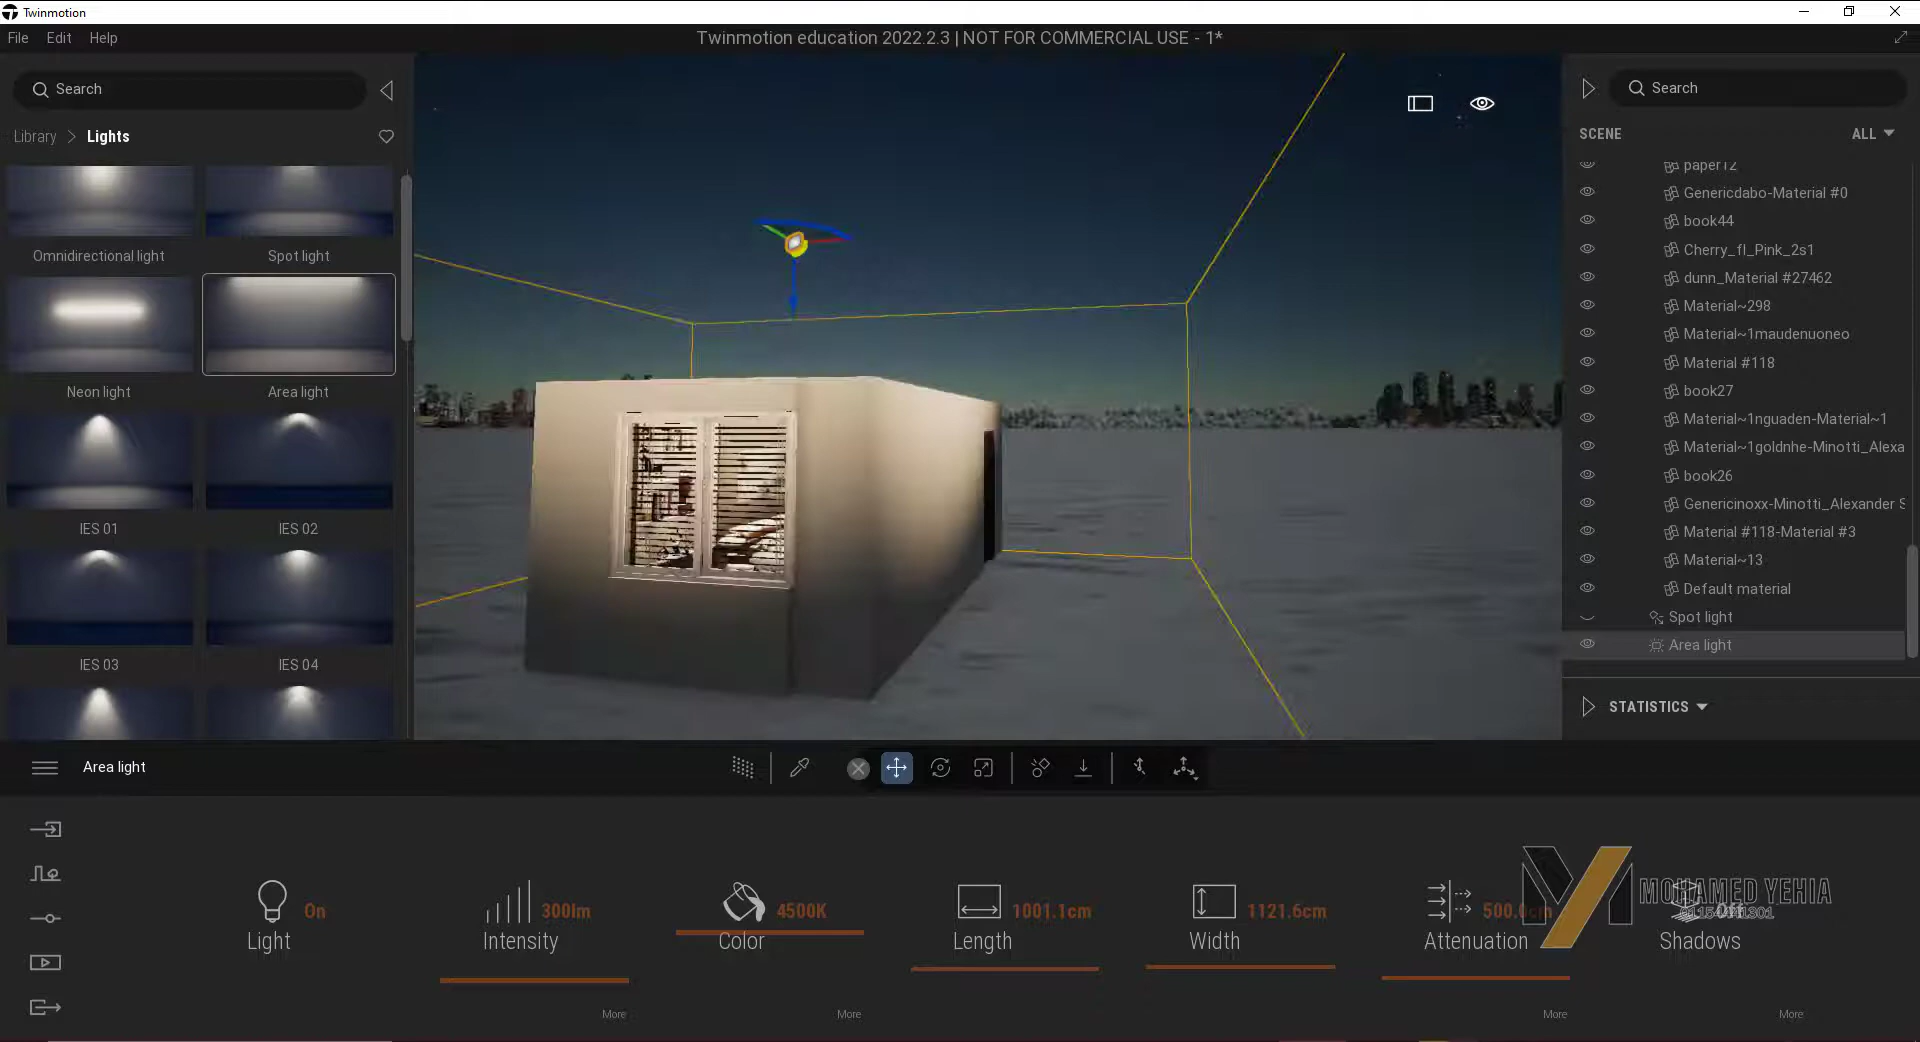 Twinmotion
File Edit Help
Twinmotion education 2022.2.3 | NOT FOR COMMERCIAL USE - 1*
Search
Library Lights
Omnidirectional light
Spot light
Neon light
Area light
IES 01
IES 02
IES 03
IES 04
Search
SCENE
ALL
paper12
Genericdabo-Material #0
book44
Cherry_fl_Pink_2s1
dunn_Material #27462
Material~298
Material~1maudenuoneo
Material #118
book27
Material~1nguaden-Material~1
Material~1goldnhe-Minotti_Alexa
book26
Genericinoxx-Minotti_Alexander S
Material #118-Material #3
Material~13
Default material
Spot light
Area light
STATISTICS
Area light
On
Light
300lm
Intensity
More
4500K
Color
More
1001.1cm
Length
1121.6cm
Width
500.0cm
Attenuation
More
Off
Shadows
More
MOHAMED YEHIA